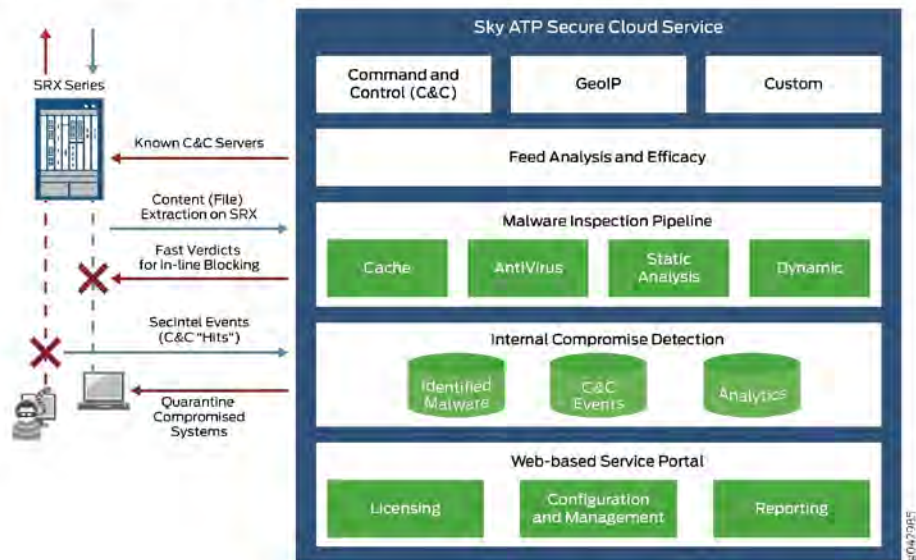 Sky ATP Secure Cloud Service
SRX Series
Command and
Control (C&C)
GeoIP
Custom
Known C&C Servers
Feed Analysis and Efficacy
Content (File)
Extraction on SRX
Malware Inspection Pipeline
Fast Verdicts
for In-line Blocking
Cache
AntiVirus
Static
Analysis
Dynamic
SecIntel Events
(C&C "Hits")
Internal Compromise Detection
Identified
Malware
C&C
Events
Analytics
Quarantine
Compromised
Systems
Web-based Service Portal
Licensing
Configuration
and Management
Reporting
g042985